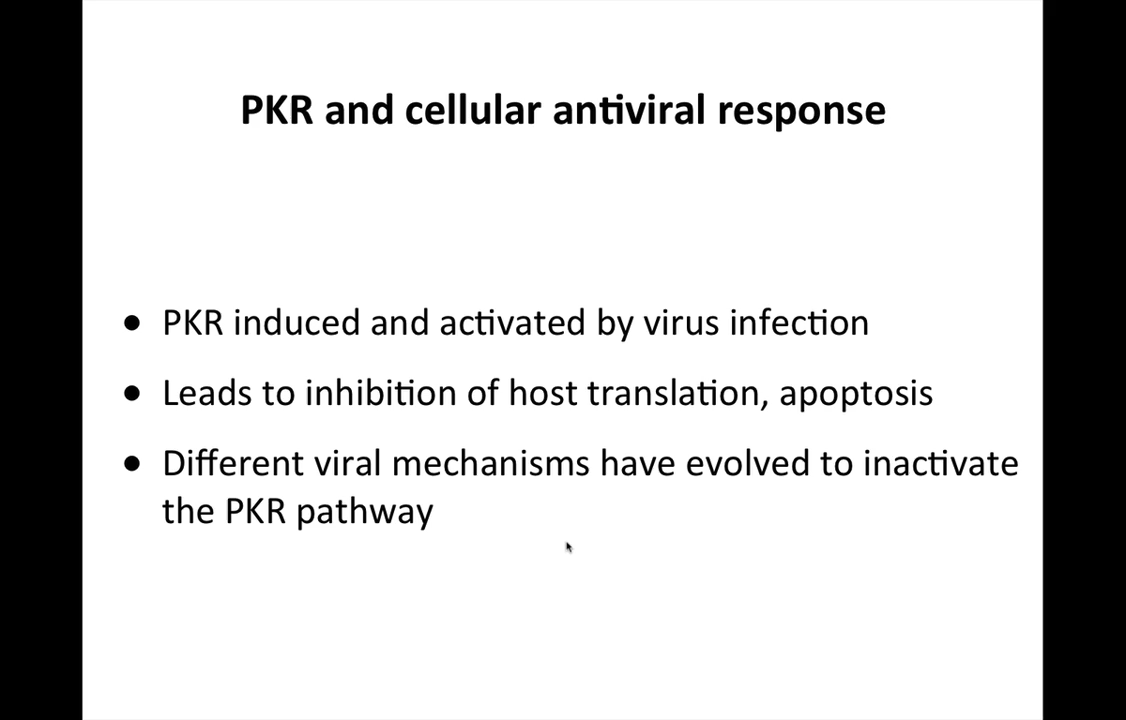 PKR and cellular antiviral response
● PKR induced and activated by virus infection
● Leads to inhibition of host translation, apoptosis
● Different viral mechanisms have evolved to inactivate
the PKR pathway